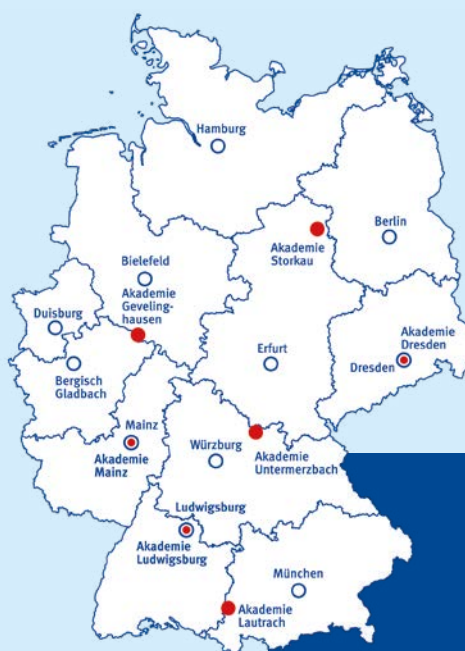 Hamburg
Berlin
Akademie
Storkau
Bielefeld
Akademie
Geveling-
hausen
Duisburg
Bergisch
Gladbach
Erfurt
Akademie
Dresden
Dresden
Mainz
Akademie
Mainz
Würzburg
Akademie
Untermerzbach
Ludwigsburg
Akademie
Ludwigsburg
München
Akademie
Lautrach